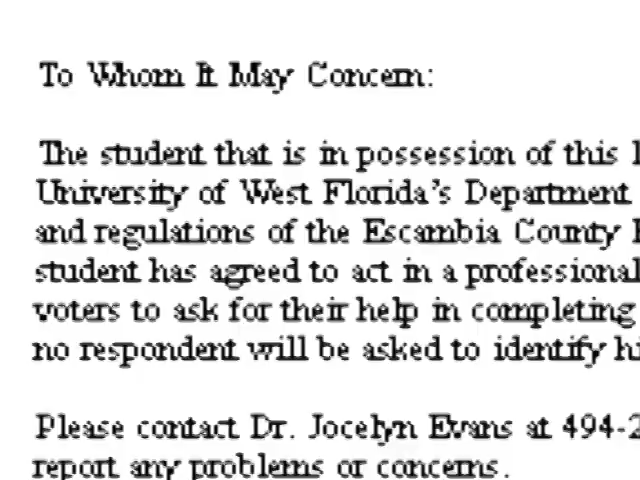 To Whom It May Concern:
The student that is in possession of this
University of West Florida's Department
and regulations of the Escambia County
student has agreed to act in a professional
voters to ask for their help in completing
no respondent will be asked to identify
Please contact Dr. Jocelyn Evans at 494-2
report any problems or concerns.